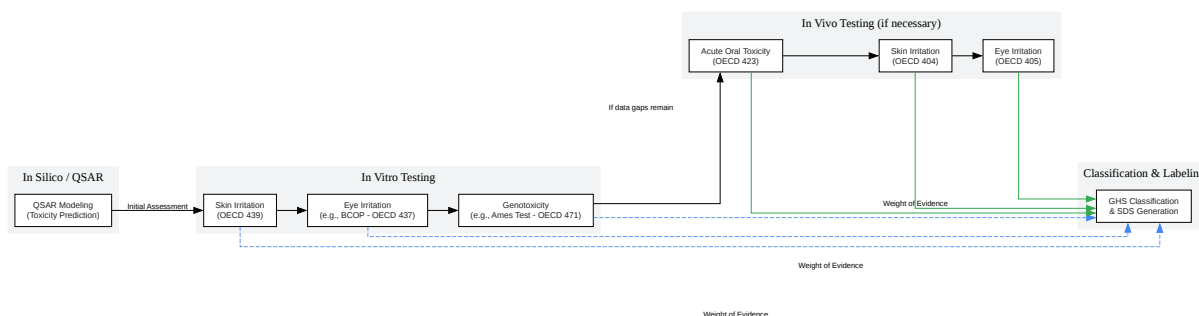 In Vivo Testing (if necessary)
Acute Oral Toxicity
(OECD 423)
Skin Irritation
(OECD 404)
Eye Irritation
(OECD 405)
If data gaps remain
In Silico / QSAR
QSAR Modeling
(Toxicity Prediction)
Initial Assessment
In Vitro Testing
Skin Irritation
(OECD 439)
Eye Irritation
(e.g., BCOP - OECD 437)
Genotoxicity
(e.g., Ames Test - OECD 471)
Classification & Labelin
GHS Classification
& SDS Generation
Weight of Evidence
Weight of Evidence
Weight of Evidence